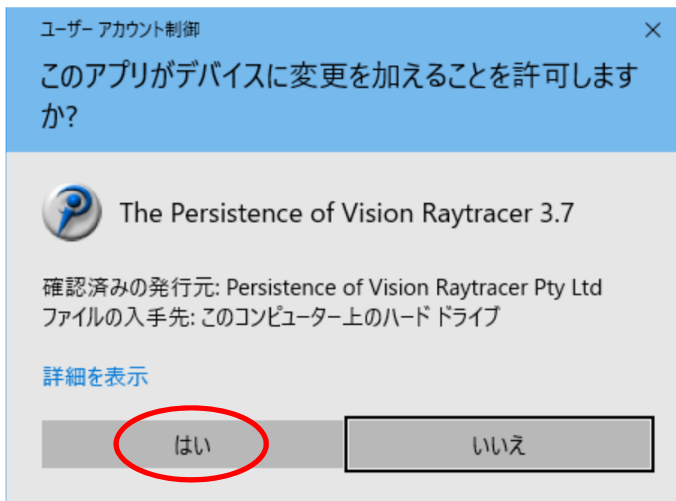 ユーザー アカウント制御
このアプリがデバイスに変更を加えることを許可します
か?
The Persistence of Vision Raytracer 3.7
確認済みの発行元: Persistence of Vision Raytracer Pty Ltd
ファイルの入手先: このコンピューター上のハード ドライブ
詳細を表示
はい
いいえ